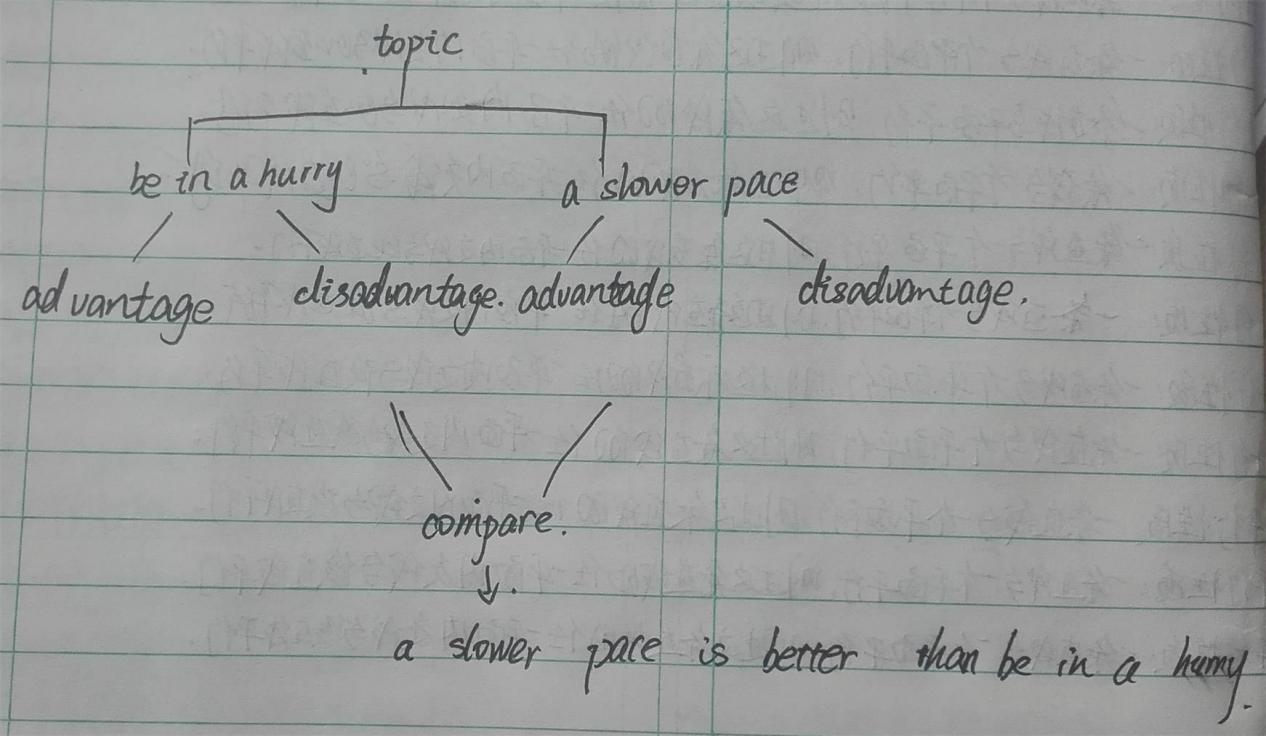 topic
be in a hurry a slower pace
advantage disadvantage. advantage disadvantage.
compare.
a slower pace is better than be in a hurry.